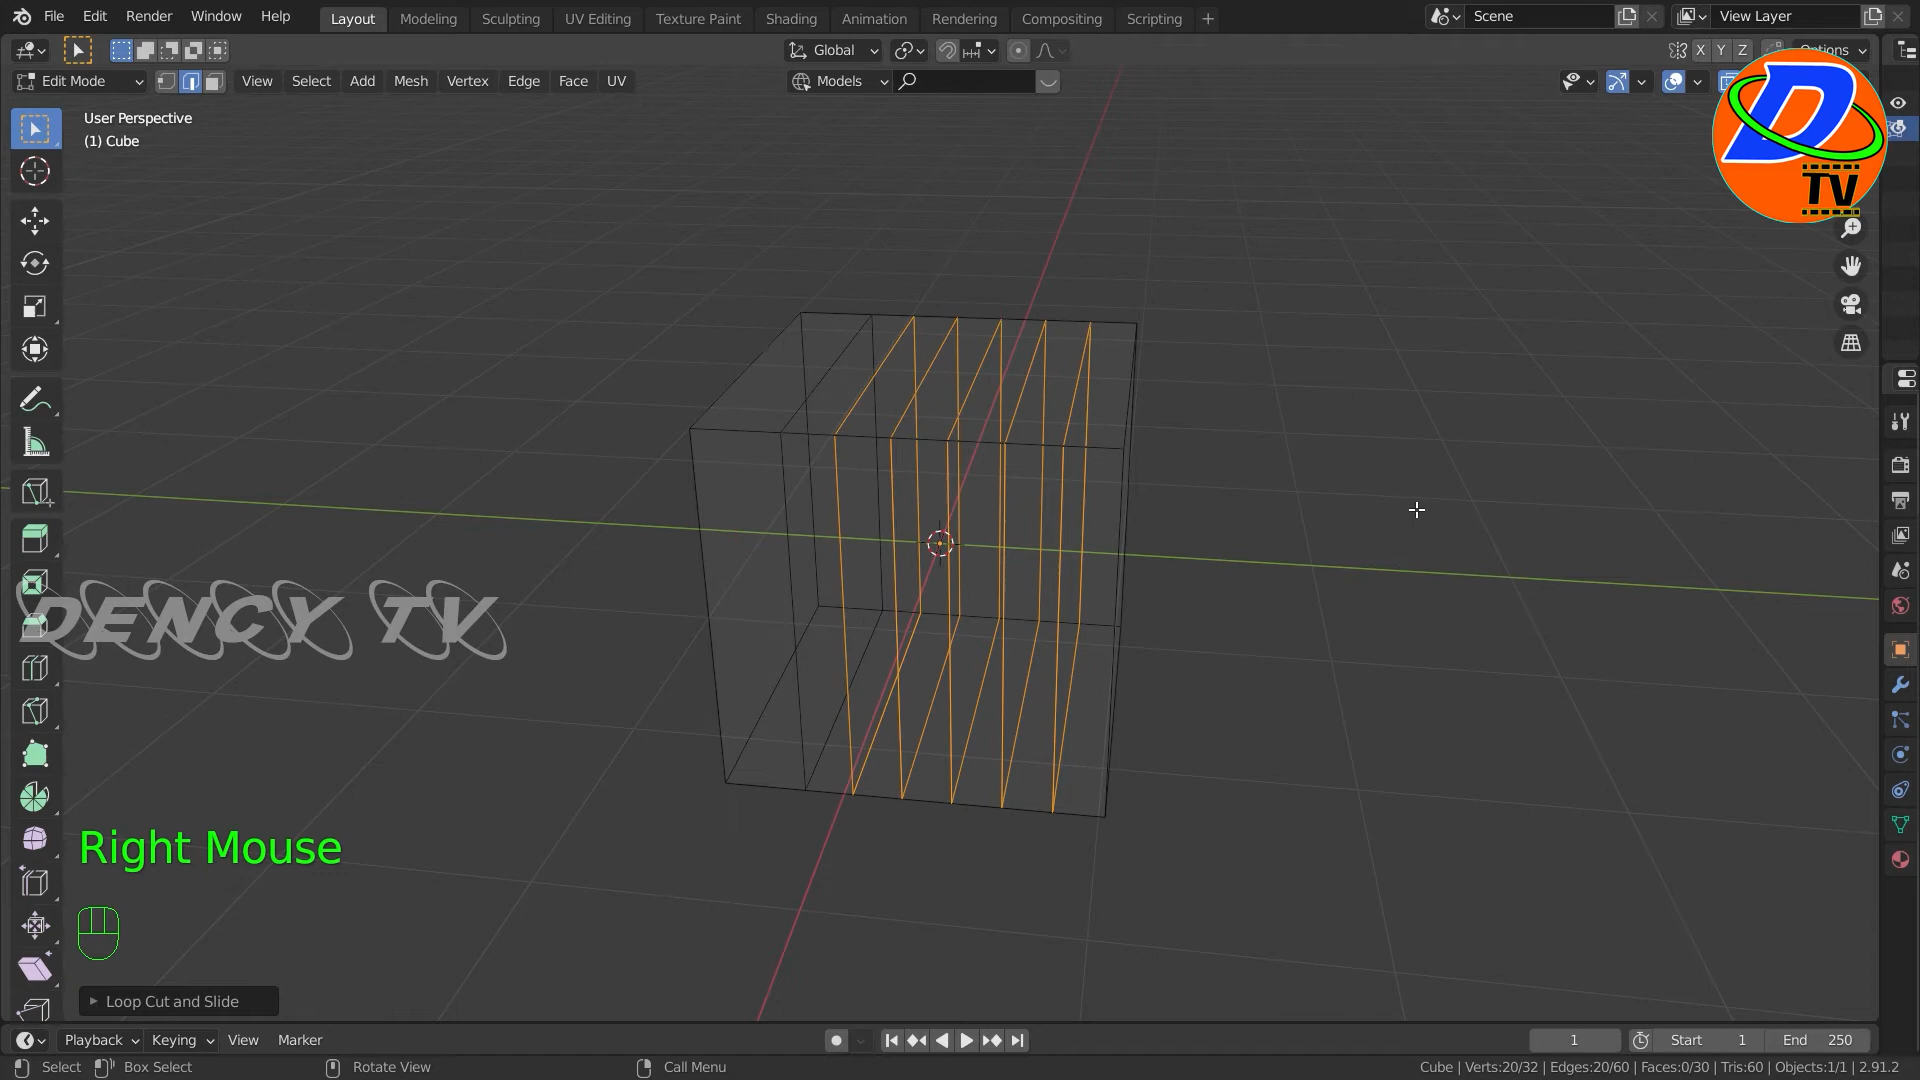 File Edit Render Window Help Layout Modeling Sculpting UV Editing Texture Paint Shading Animation Rendering Compositing Scripting + Scene View Layer
Global X Y Z Options
Edit Mode View Select Add Mesh Vertex Edge Face UV Models
User Perspective
(1) Cube
D
TV
DENCY TV
Right Mouse
Loop Cut and Slide
Playback Keying View Marker 1 Start 1 End 250
Select Box Select Rotate View Call Menu Cube | Verts:20/32 | Edges:20/60 | Faces:0/30 | Tris:60 | Objects:1/1 | 2.91.2